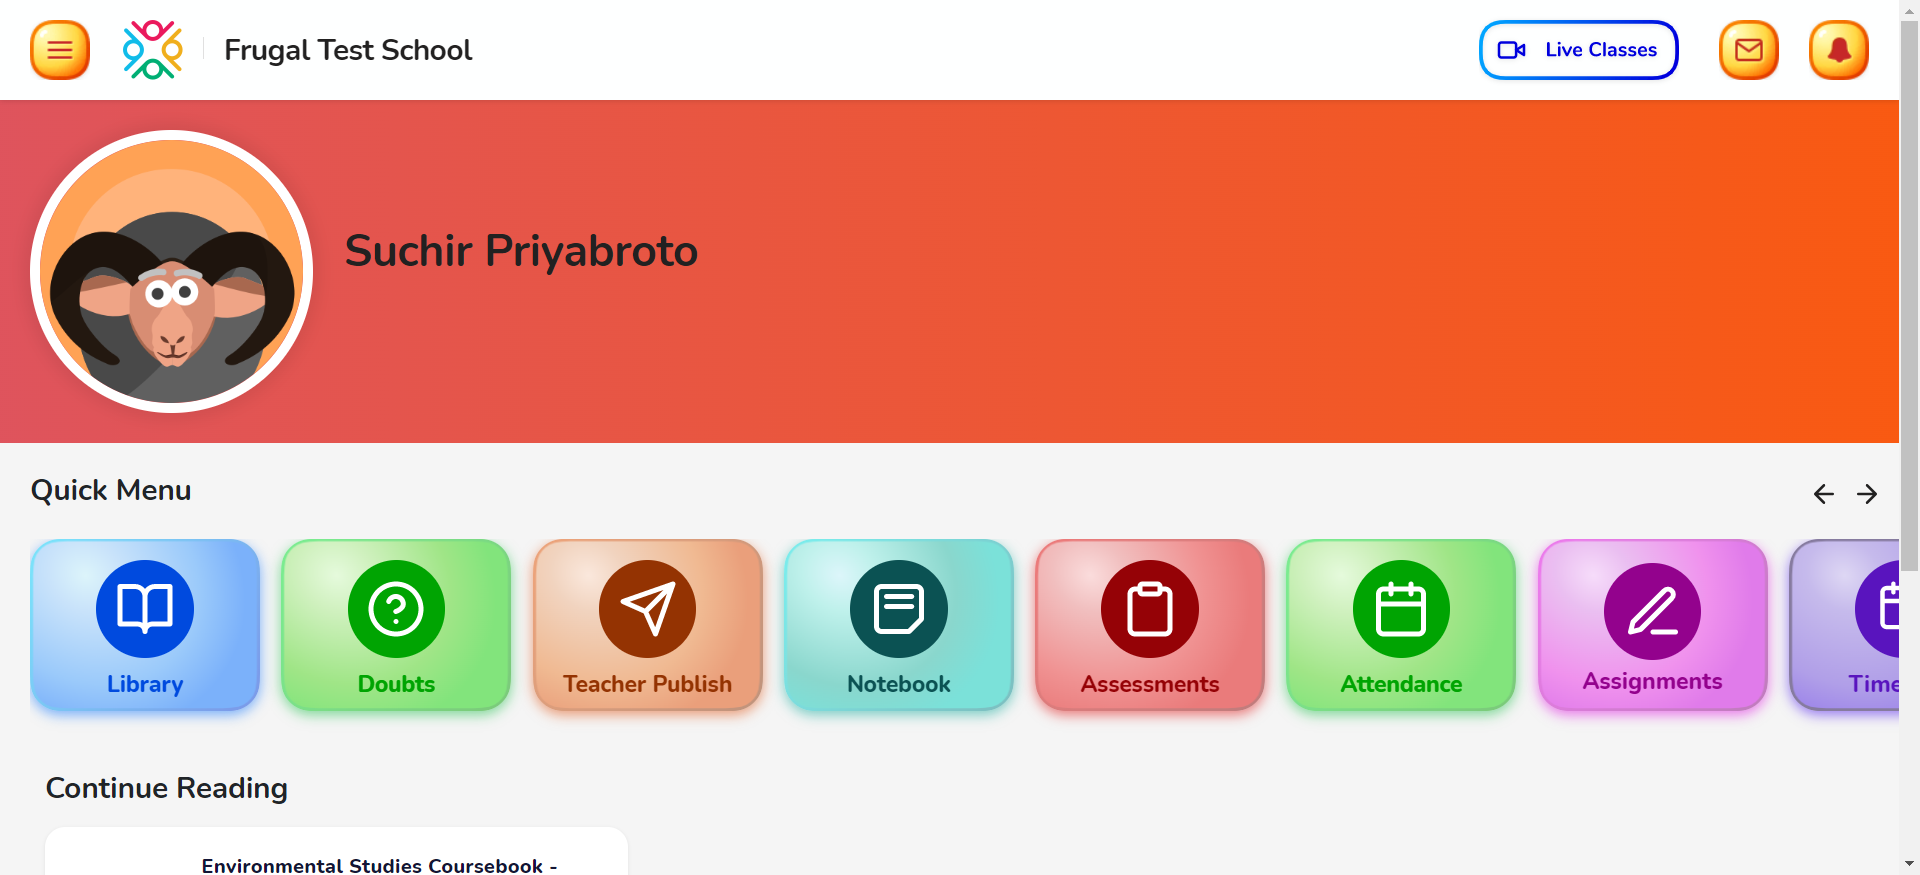 Frugal Test School
Live Classes
Suchir Priyabroto
Quick Menu
Library
Doubts
Teacher Publish
Notebook
Assessments
Attendance
Assignments
Time
Continue Reading
Environmental Studies Coursebook -